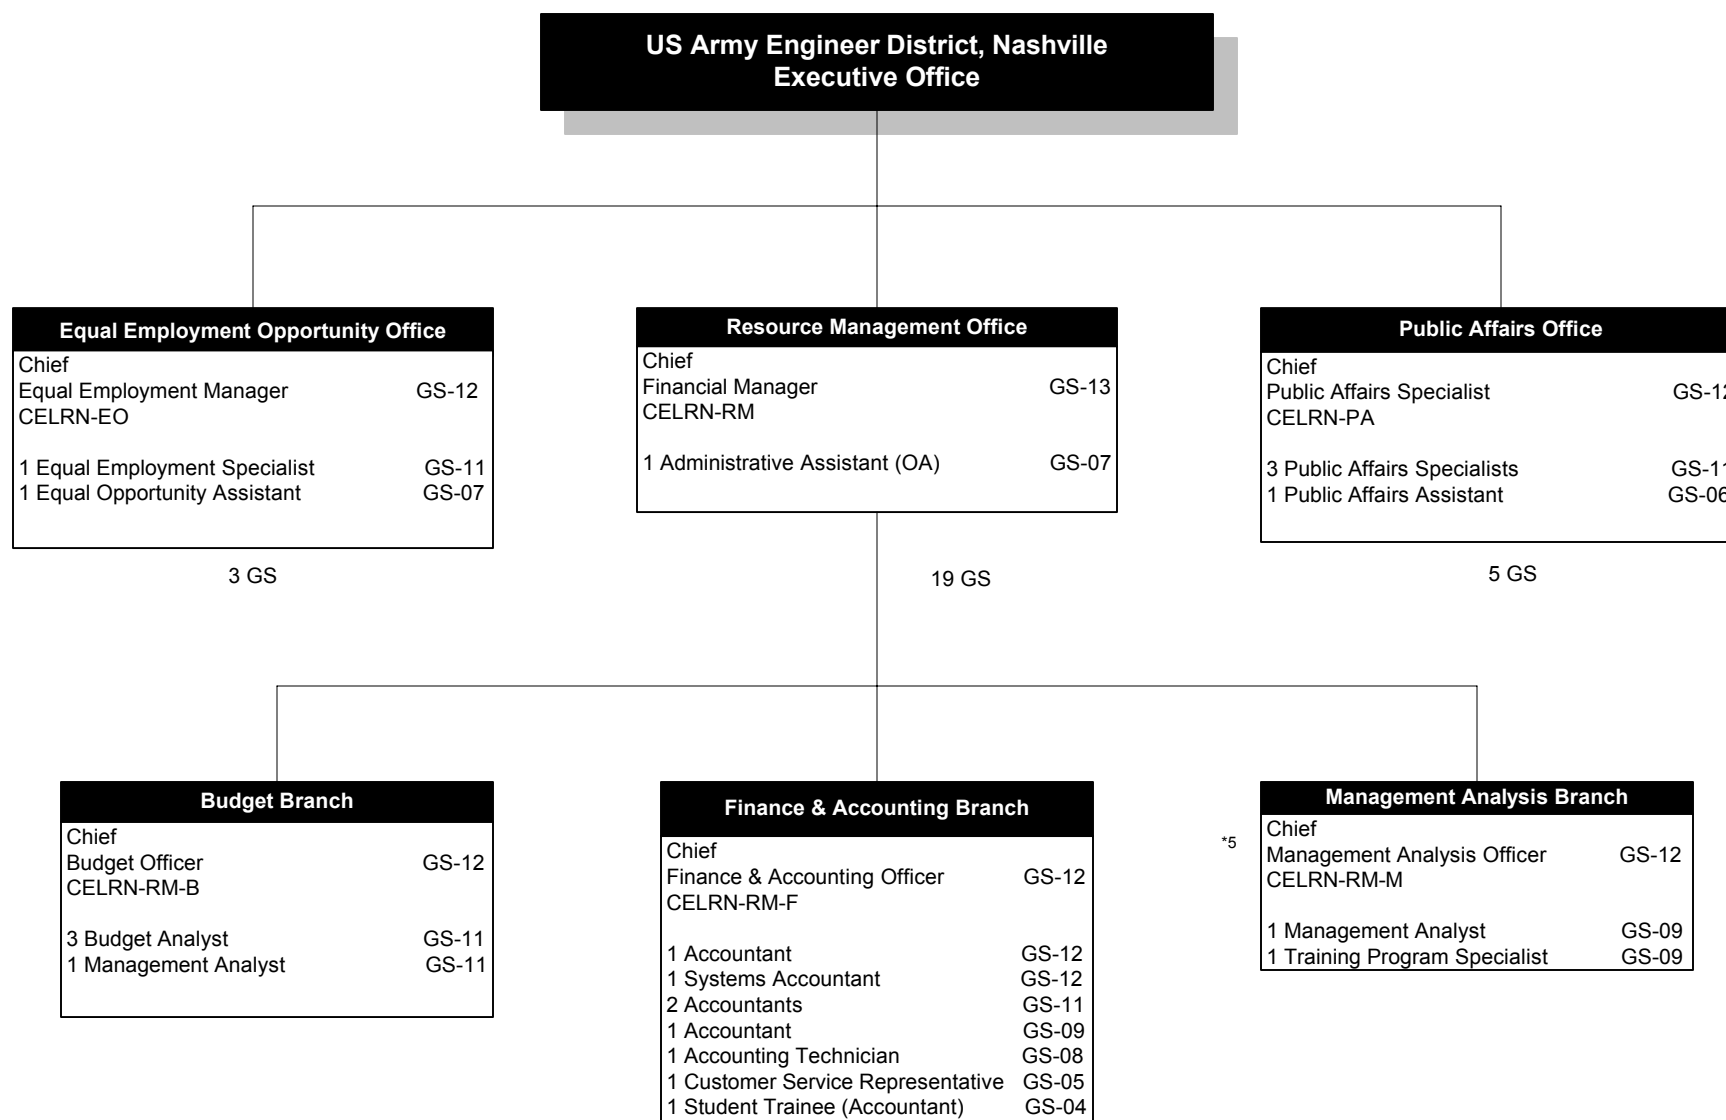 US Army Engineer District, Nashville
Executive Office
Equal Employment Opportunity Office
Chief
Equal Employment Manager GS-12
CELRN-EO
1 Equal Employment Specialist GS-11
1 Equal Opportunity Assistant GS-07
3 GS
Resource Management Office
Chief
Financial Manager GS-13
CELRN-RM
1 Administrative Assistant (OA) GS-07
19 GS
Public Affairs Office
Chief
Public Affairs Specialist GS-12
CELRN-PA
3 Public Affairs Specialists GS-11
1 Public Affairs Assistant GS-06
5 GS
Budget Branch
Chief
Budget Officer GS-12
CELRN-RM-B
3 Budget Analyst GS-11
1 Management Analyst GS-11
Finance & Accounting Branch
Chief
Finance & Accounting Officer GS-12
CELRN-RM-F
1 Accountant GS-12
1 Systems Accountant GS-12
2 Accountants GS-11
1 Accountant GS-09
1 Accounting Technician GS-08
1 Customer Service Representative GS-05
1 Student Trainee (Accountant) GS-04
*5
Management Analysis Branch
Chief
Management Analysis Officer GS-12
CELRN-RM-M
1 Management Analyst GS-09
1 Training Program Specialist GS-09